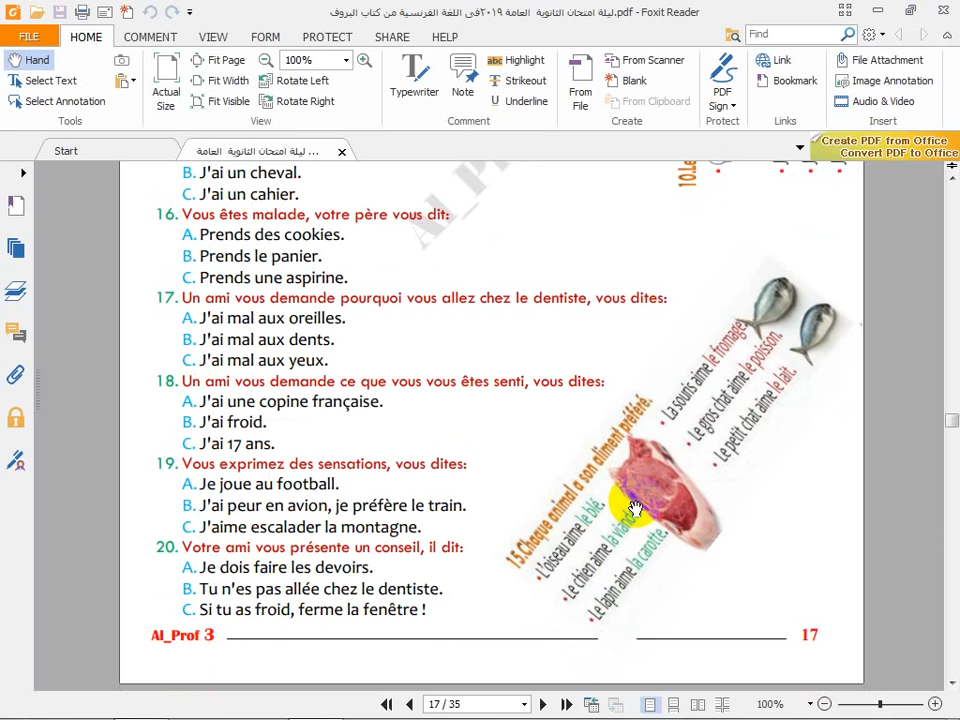 ليلة امتحان الثانوية العامة ٢٠١٩فى اللغة الفرنسية من كتاب البروف.pdf - Foxit Reader
FILE HOME COMMENT VIEW FORM PROTECT SHARE HELP
Find
Hand
Select Text
Select Annotation
Tools
Actual Size
Fit Page
Fit Width
Fit Visible
100%
Rotate Left
Rotate Right
View
Typewriter
Note
Highlight
Strikeout
Underline
Comment
From File
From Scanner
Blank
From Clipboard
Create
PDF Sign
Protect
Link
Bookmark
Links
File Attachment
Image Annotation
Audio & Video
Insert
Start
ليلة امتحان الثانوية العامة ...
Create PDF from Office
Convert PDF to Office
B. J'ai un cheval.
C. J'ai un cahier.
16. Vous êtes malade, votre père vous dit:
A. Prends des cookies.
B. Prends le panier.
C. Prends une aspirine.
17. Un ami vous demande pourquoi vous allez chez le dentiste, vous dites:
A. J'ai mal aux oreilles.
B. J'ai mal aux dents.
C. J'ai mal aux yeux.
18. Un ami vous demande ce que vous vous êtes senti, vous dites:
A. J'ai une copine française.
B. J'ai froid.
C. J'ai 17 ans.
19. Vous exprimez des sensations, vous dites:
A. Je joue au football.
B. J'ai peur en avion, je préfère le train.
C. J'aime escalader la montagne.
20. Votre ami vous présente un conseil, il dit:
A. Je dois faire les devoirs.
B. Tu n'es pas allée chez le dentiste.
C. Si tu as froid, ferme la fenêtre !
10.Le
15.Chaque animal a son aliment préféré.
• L'oiseau aime le blé.
• Le chien aime la viande
• Le lapin aime la carotte.
• La souris aime le fromage.
• Le gros chat aime le poisson.
• Le petit chat aime le lait.
Al_Prof 3
17
17 / 35
100%